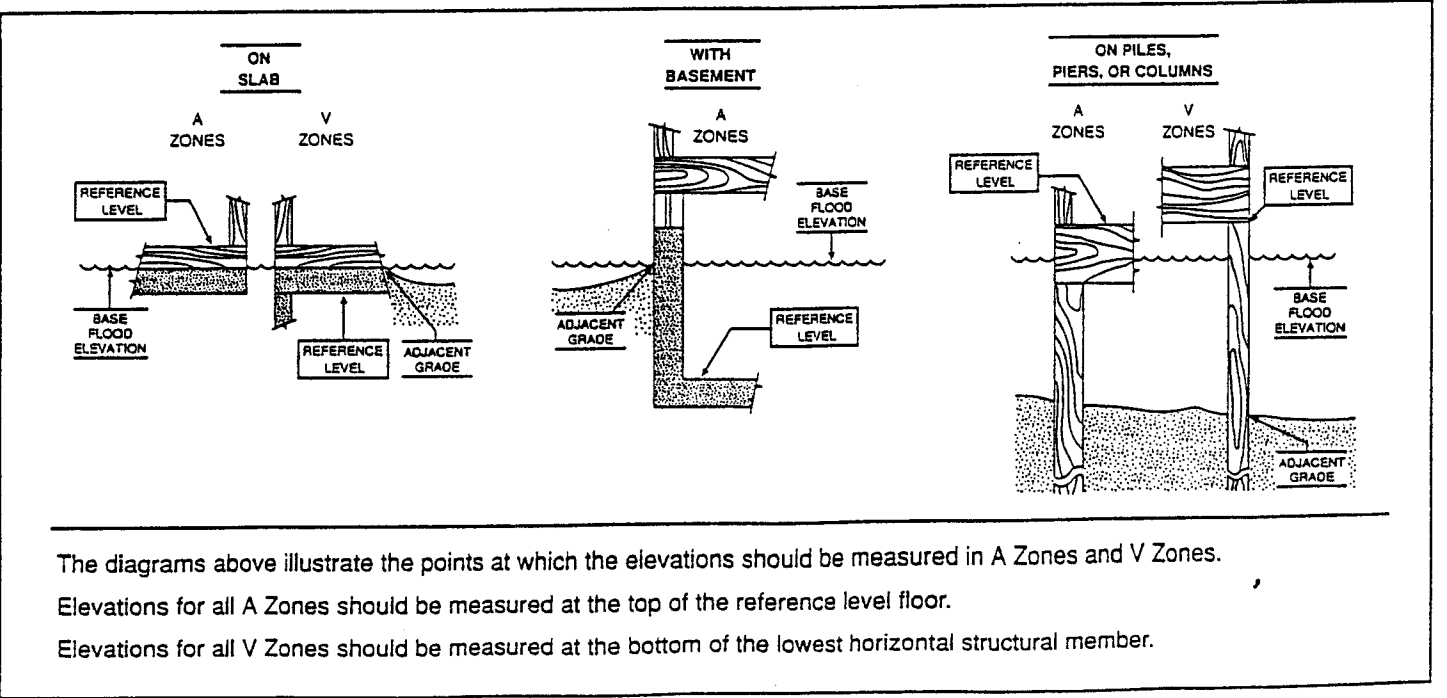 ON
SLAB
A
ZONES
V
ZONES
REFERENCE
LEVEL
BASE
FLOOD
ELEVATION
REFERENCE
LEVEL
ADJACENT
GRADE
WITH
BASEMENT
A
ZONES
BASE
FLOOD
ELEVATION
ADJACENT
GRADE
REFERENCE
LEVEL
ON PILES,
PIERS, OR COLUMNS
A
ZONES
V
ZONES
REFERENCE
LEVEL
REFERENCE
LEVEL
BASE
FLOOD
ELEVATION
ADJACENT
GRADE
The diagrams above illustrate the points at which the elevations should be measured in A Zones and V Zones.
Elevations for all A Zones should be measured at the top of the reference level floor.
Elevations for all V Zones should be measured at the bottom of the lowest horizontal structural member.